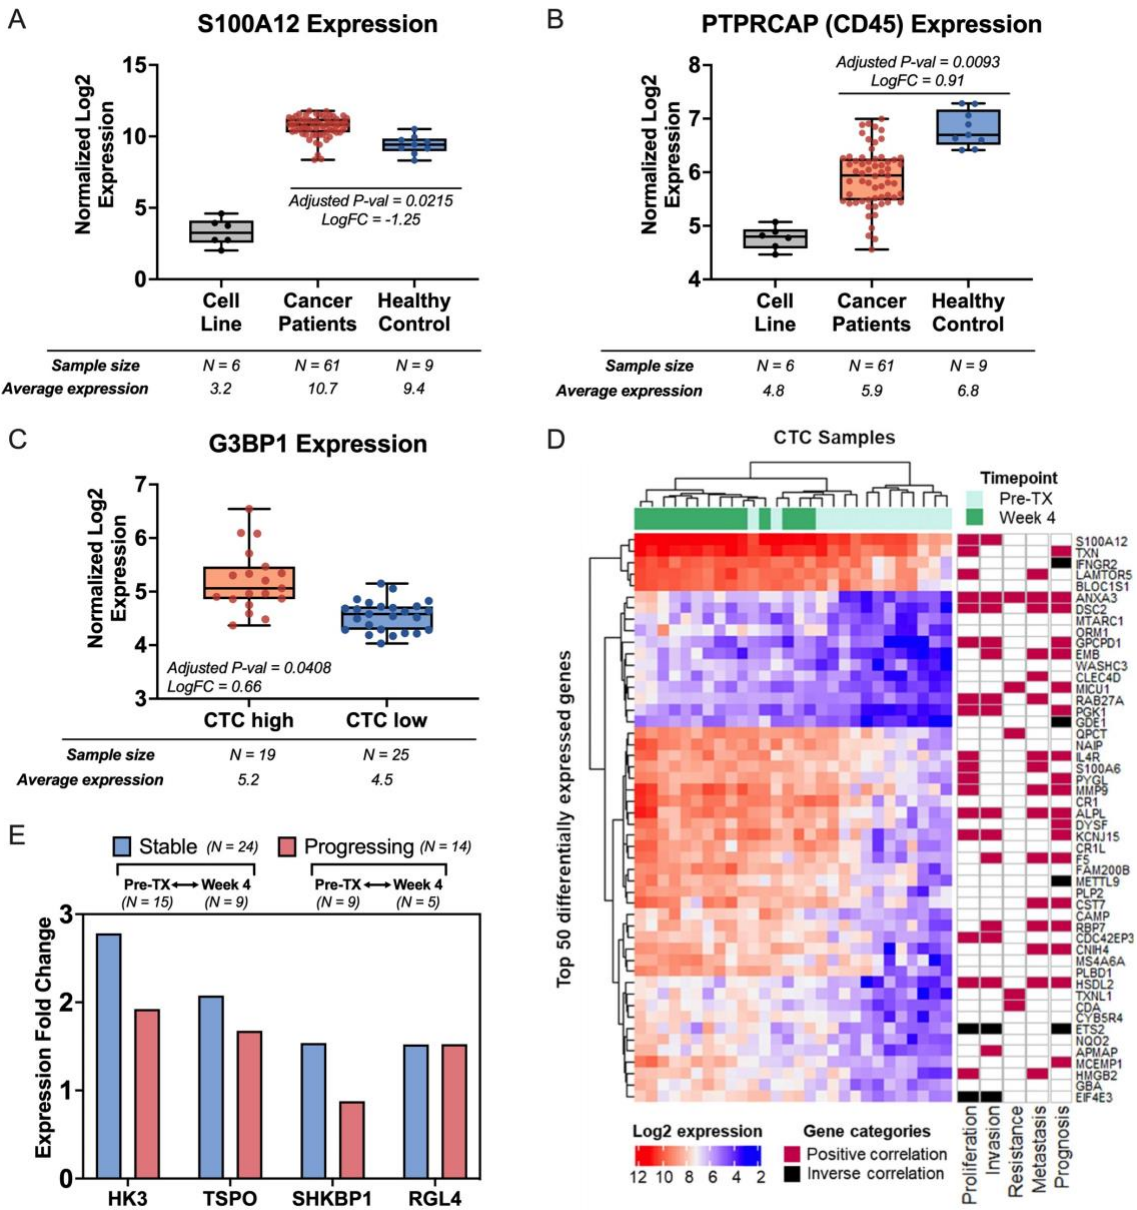 A
S100A12 Expression
Normalized Log2
Expression
15
10
5
0
Adjusted P-val = 0.0215
LogFC = -1.25
Cell
Line
Cancer
Patients
Healthy
Control
Sample size N = 6 N = 61 N = 9
Average expression 3.2 10.7 9.4
B
PTPRCAP (CD45) Expression
Normalized Log2
Expression
8
7
6
5
4
Adjusted P-val = 0.0093
LogFC = 0.91
Cell
Line
Cancer
Patients
Healthy
Control
Sample size N = 6 N = 61 N = 9
Average expression 4.8 5.9 6.8
C
G3BP1 Expression
Normalized Log2
Expression
7
6
5
4
3
Adjusted P-val = 0.0408
LogFC = 0.66
CTC high CTC low
Sample size N = 19 N = 25
Average expression 5.2 4.5
D
CTC Samples
Timepoint
Pre-TX
Week 4
Top 50 differentially expressed genes
S100A12
TXN
IFNGR2
LAMTOR5
BLOC1S1
ANXA3
DSC2
MTARC1
ORM1
GPCPD1
EMB
WASHC3
CLEC4D
MICU1
RAB27A
PGK1
GDE1
QPCT
NAIP
IL4R
S100A6
PYGL
MMP9
CR1
ALPL
DYSF
KCNJ15
CR1L
F5
FAM200B
METTL9
PLP2
CST7
CAMP
RBP7
CDC42EP3
CNIH4
MS4A6A
PLBD1
HSDL2
TXNL1
CDA
CYB5R4
ETS2
NQO2
APMAP
MCEMP1
HMGB2
GBA
EIF4E3
Proliferation
Invasion
Resistance
Metastasis
Prognosis
Log2 expression
12 10 8 6 4 2
Gene categories
Positive correlation
Inverse correlation
E
Stable (N = 24) Progressing (N = 14)
Pre-TX Week 4 Pre-TX Week 4
(N = 15) (N = 9) (N = 9) (N = 5)
Expression Fold Change
3
2
1
0
HK3 TSPO SHKBP1 RGL4